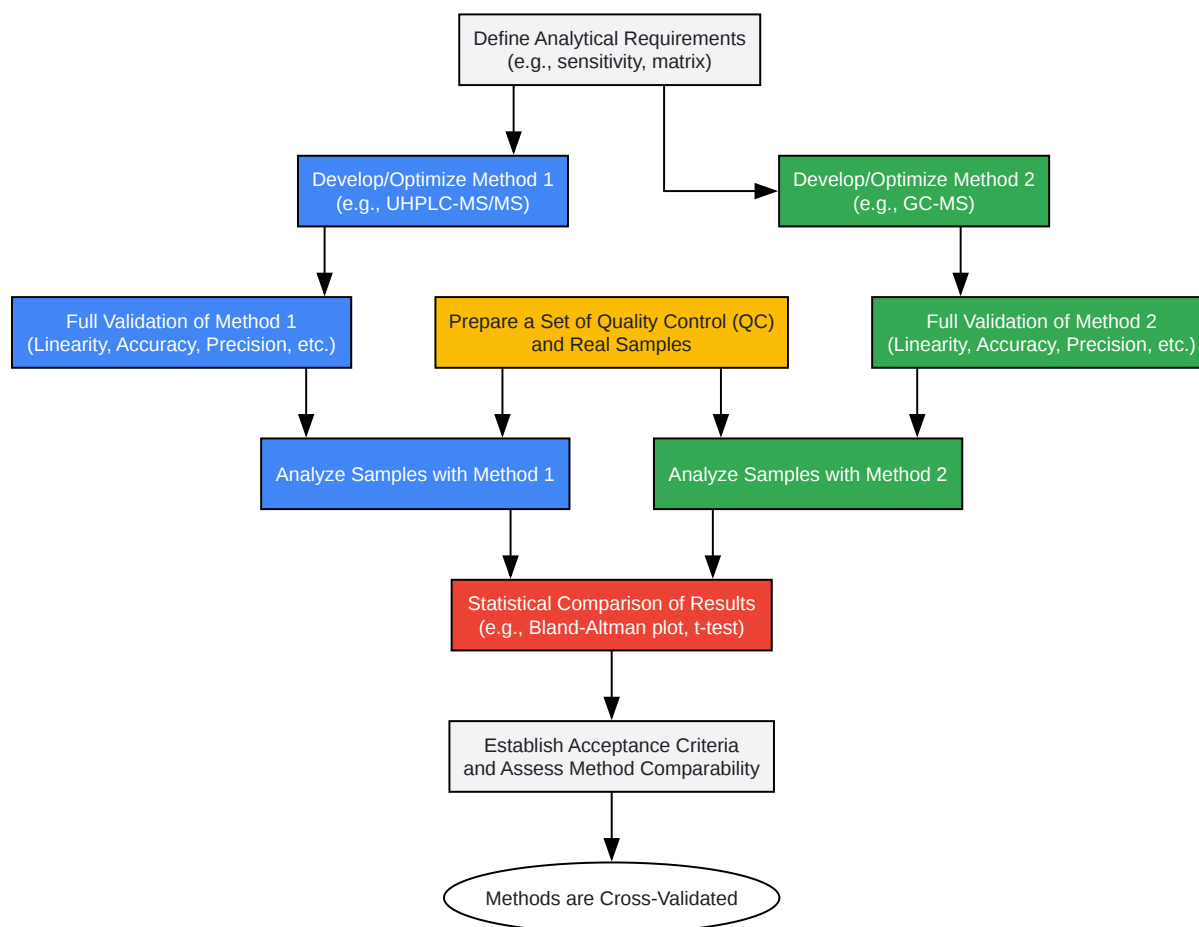 Define Analytical Requirements
(e.g., sensitivity, matrix)
Develop/Optimize Method 1
(e.g., UHPLC-MS/MS)
Develop/Optimize Method 2
(e.g., GC-MS)
Full Validation of Method 1
(Linearity, Accuracy, Precision, etc.)
Prepare a Set of Quality Control (QC)
and Real Samples
Full Validation of Method 2
(Linearity, Accuracy, Precision, etc.)
Analyze Samples with Method 1
Analyze Samples with Method 2
Statistical Comparison of Results
(e.g., Bland-Altman plot, t-test)
Establish Acceptance Criteria
and Assess Method Comparability
Methods are Cross-Validated